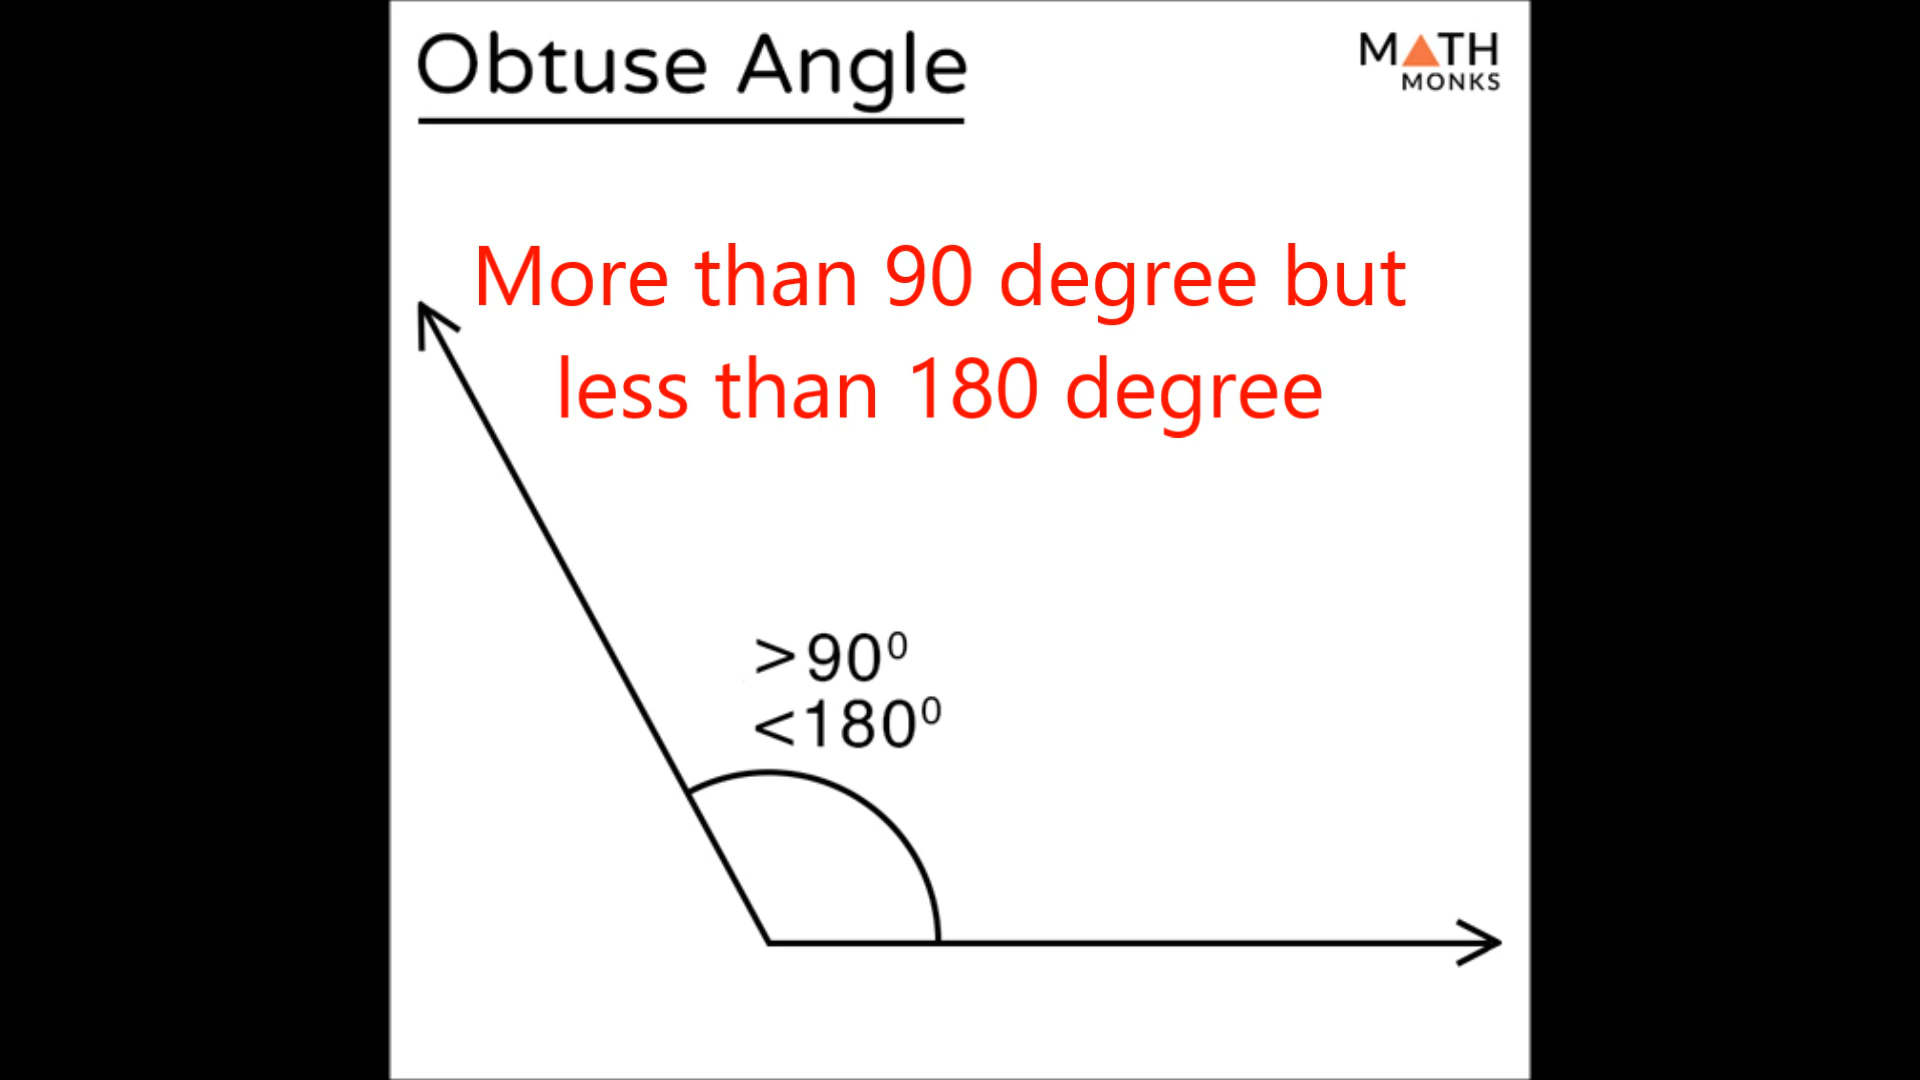 Obtuse Angle
MATH
MONKS
More than 90 degree but
less than 180 degree
>90⁰
<180⁰